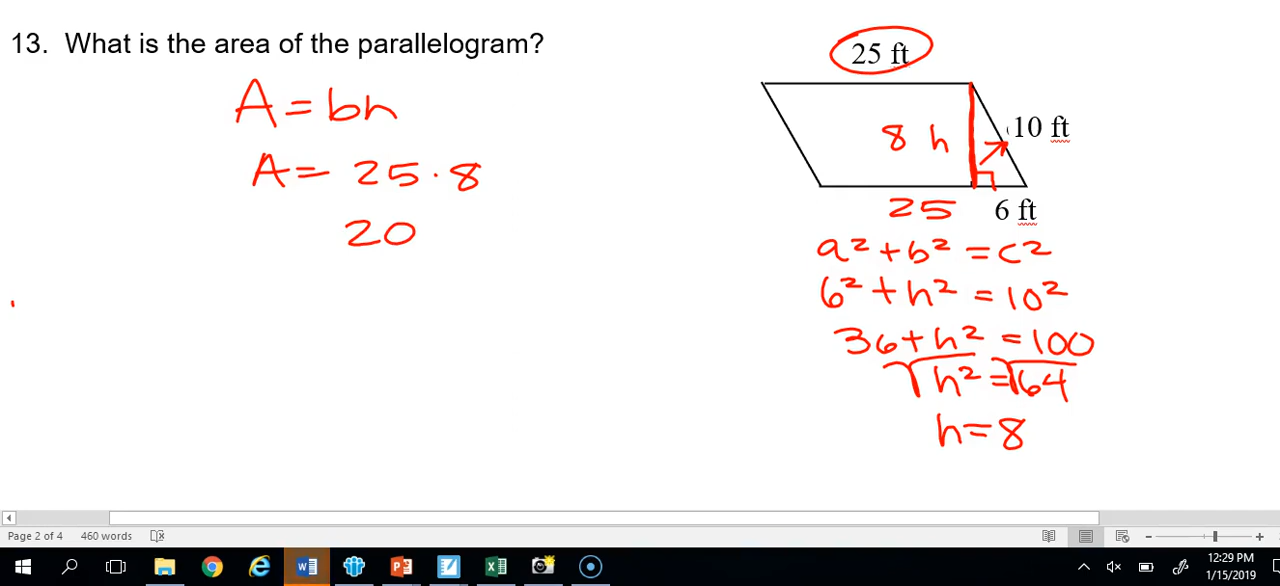 13. What is the area of the parallelogram?
25 ft
A = bh
8 h
10 ft
A = 25 · 8
25
6 ft
20
a² + b² = c²
6² + h² = 10²
36 + h² = 100
√h² = √64
h = 8
Page 2 of 4 460 words
12:29 PM
1/15/2019